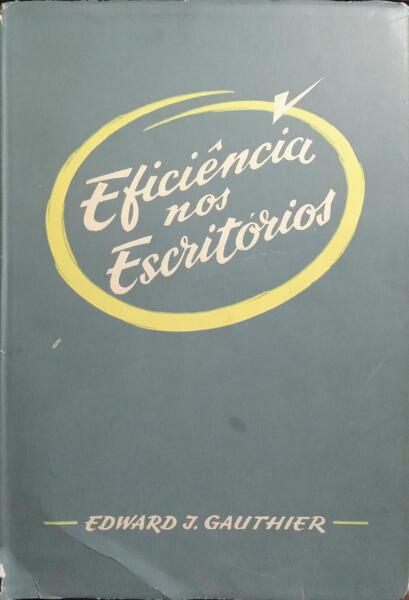 Eficiência
nos
Escritórios
EDWARD J. GAUTHIER